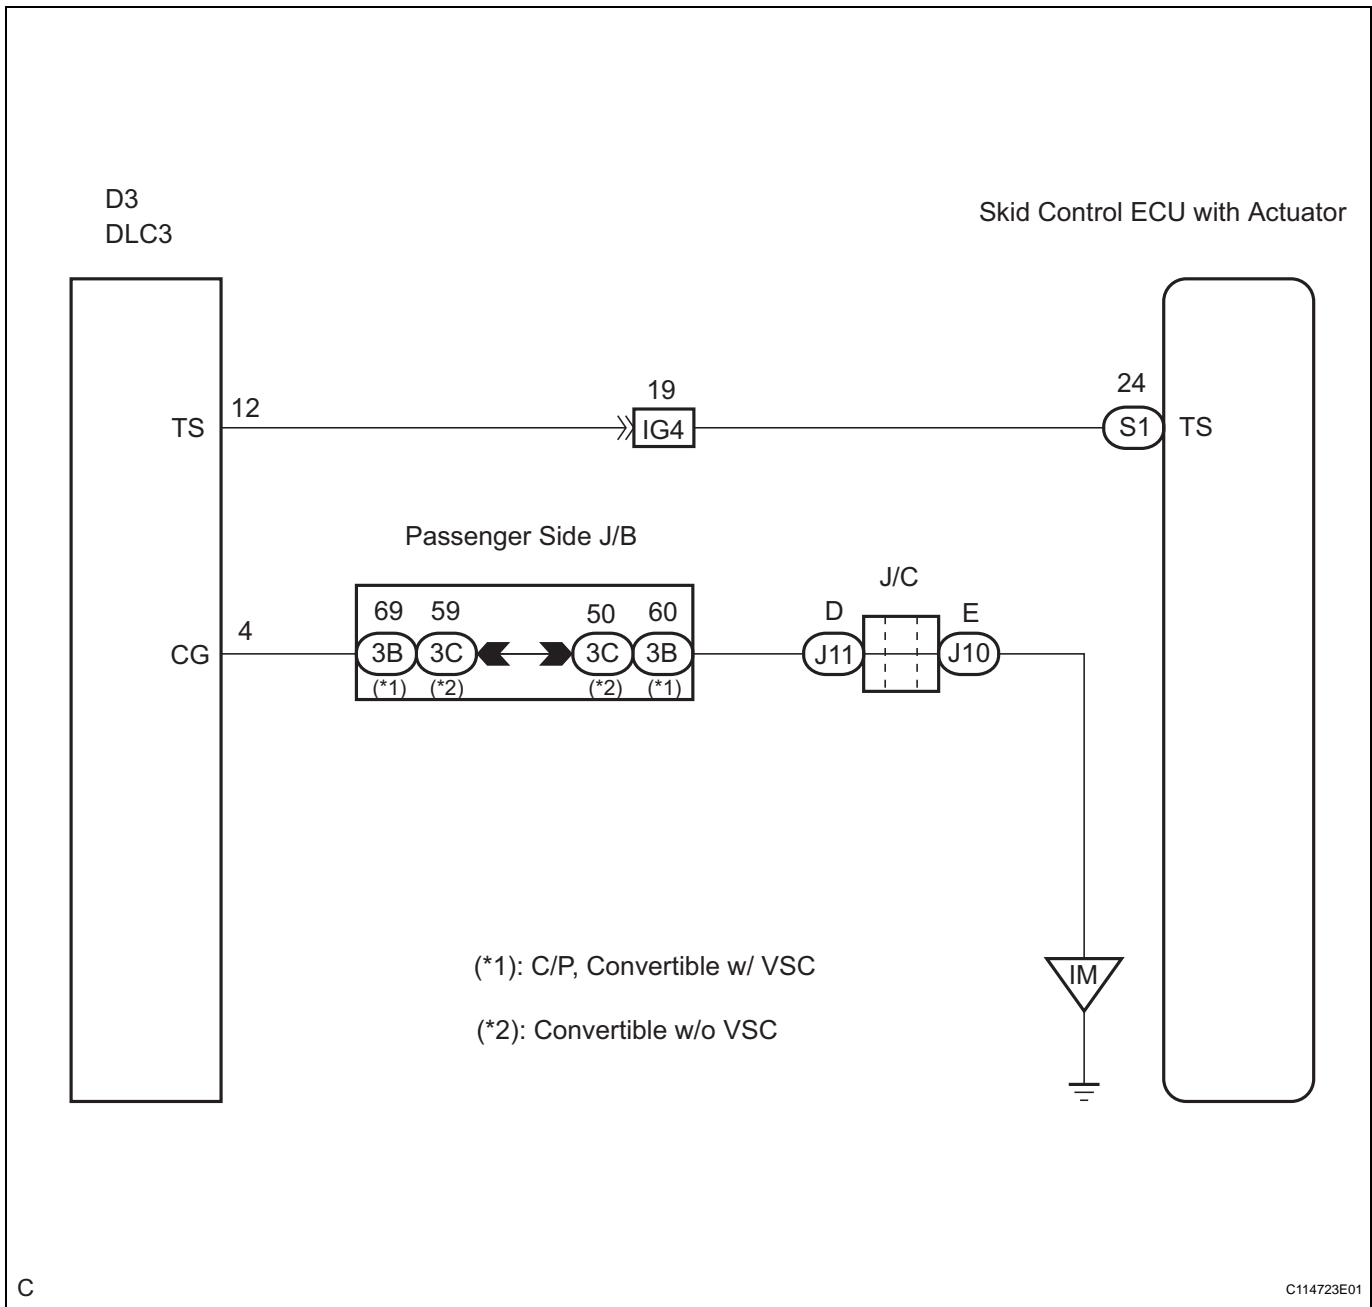 D3
DLC3
Skid Control ECU with Actuator
TS
12
19
IG4
24
S1
TS
Passenger Side J/B
CG
4
69 59 50 60
3B 3C 3C 3B
(*1) (*2) (*2) (*1)
J/C
D E
J11 J10
IM
(*1): C/P, Convertible w/ VSC
(*2): Convertible w/o VSC
C
C114723E01